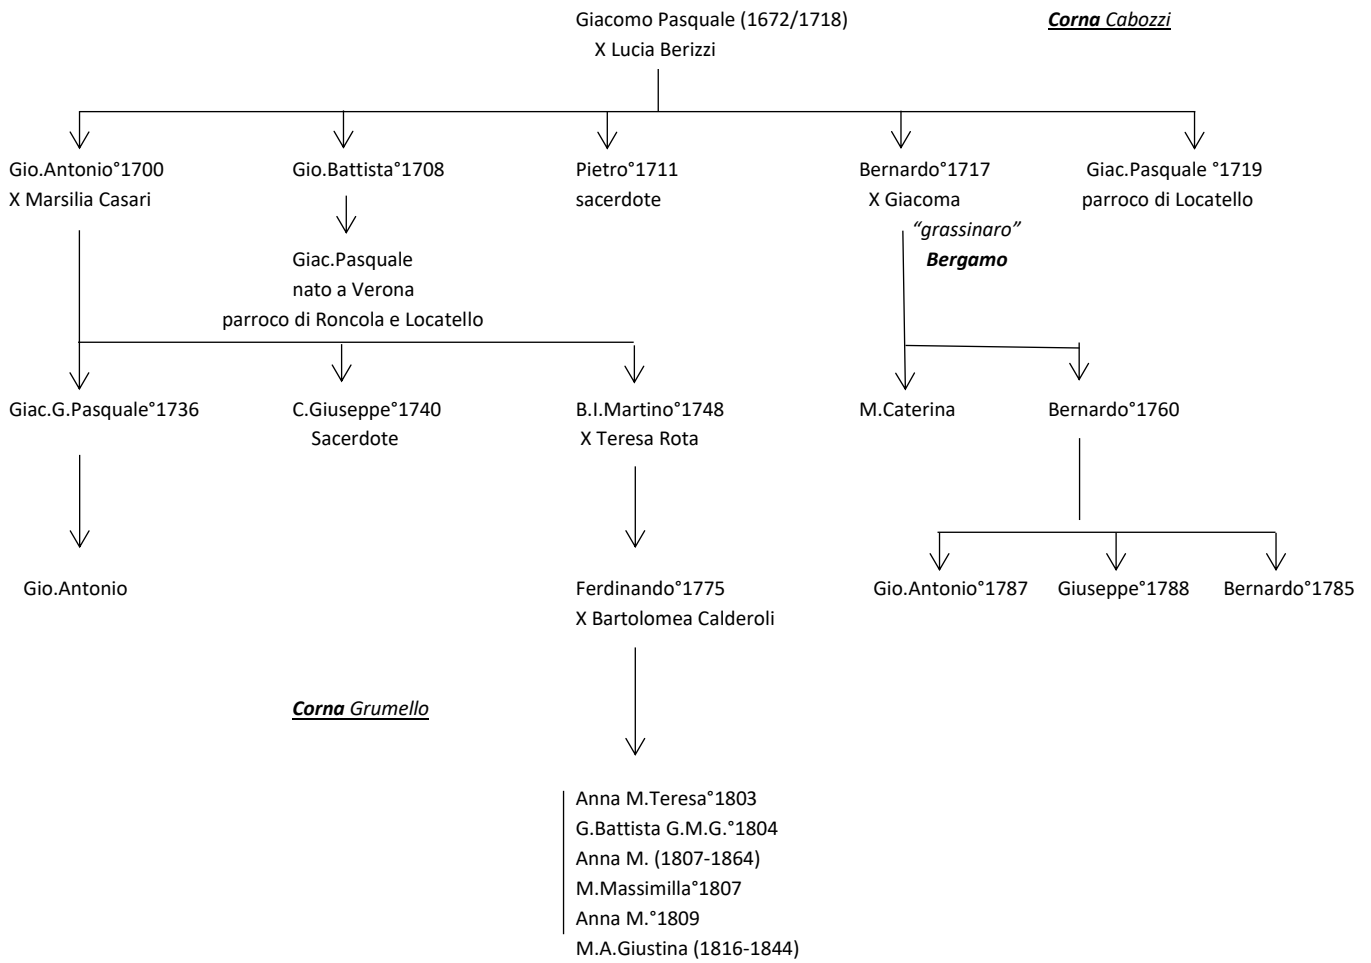 Giacomo Pasquale (1672/1718)
Corna Cabozzi
X Lucia Berizzi
Gio.Antonio°1700
X Marsilia Casari
Gio.Battista°1708
Pietro°1711
sacerdote
Bernardo°1717
X Giacoma
“grassinaro”
Bergamo
Giac.Pasquale °1719
parroco di Locatello
Giac.Pasquale
nato a Verona
parroco di Roncola e Locatello
Giac.G.Pasquale°1736
C.Giuseppe°1740
Sacerdote
B.I.Martino°1748
X Teresa Rota
M.Caterina
Bernardo°1760
Gio.Antonio
Ferdinando°1775
X Bartolomea Calderoli
Gio.Antonio°1787
Giuseppe°1788
Bernardo°1785
Corna Grumello
Anna M.Teresa°1803
G.Battista G.M.G.°1804
Anna M. (1807-1864)
M.Massimilla°1807
Anna M.°1809
M.A.Giustina (1816-1844)